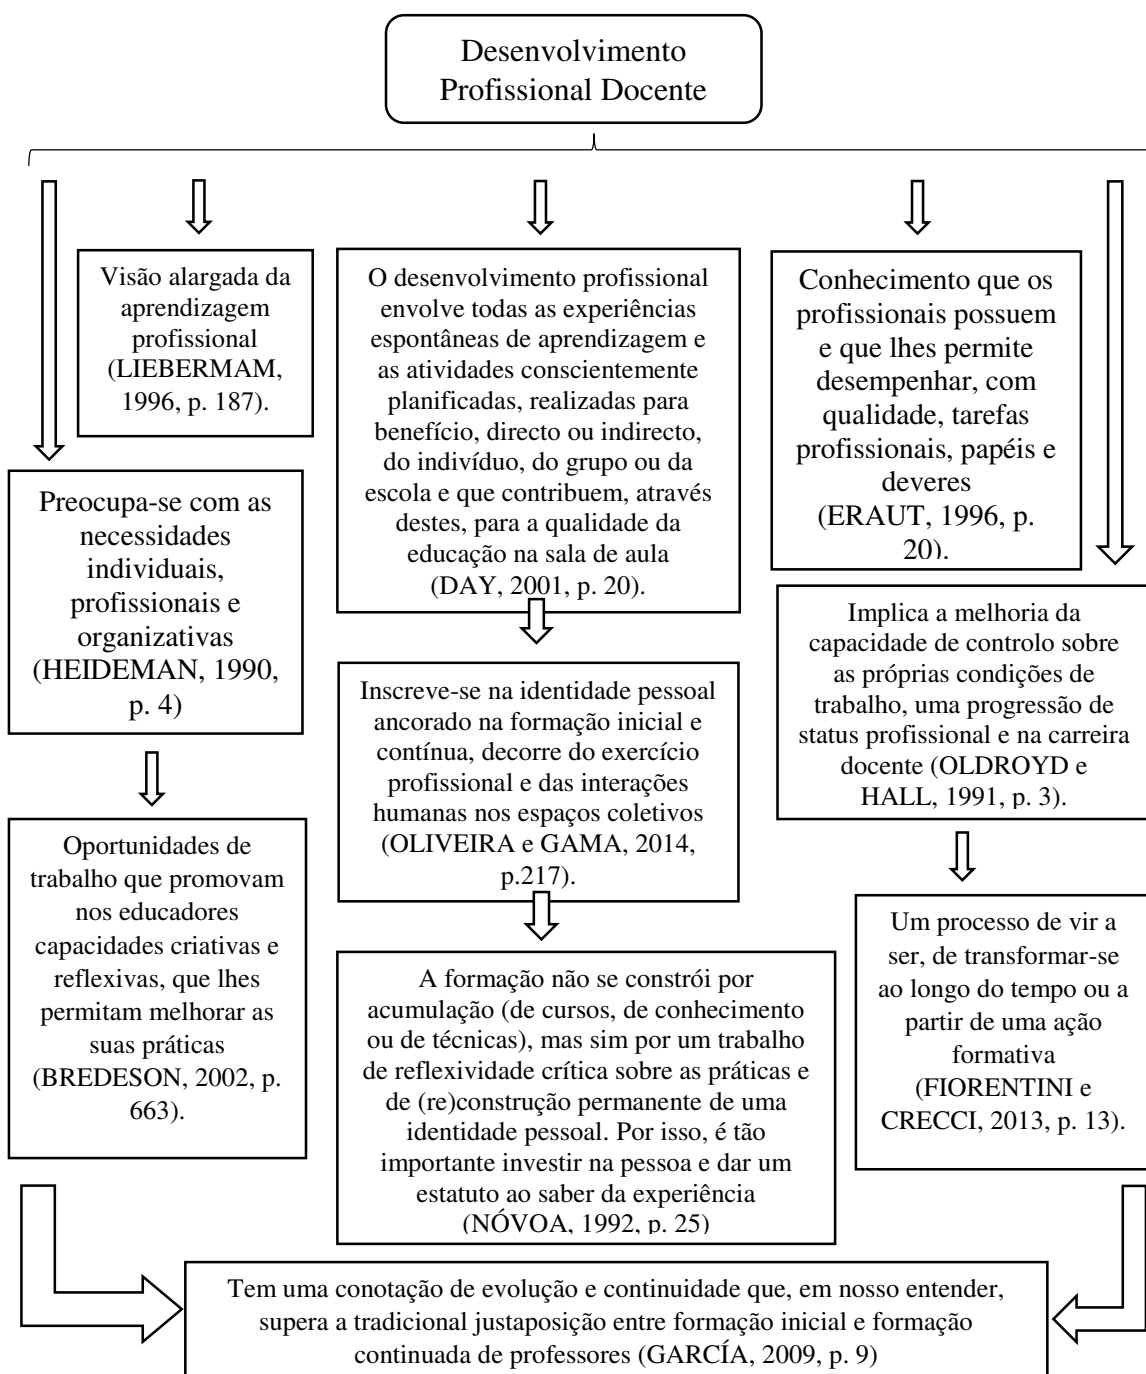 Desenvolvimento
Profissional Docente
Visão alargada da
aprendizagem
profissional
(LIEBERMAM,
1996, p. 187).
Preocupa-se com as
necessidades
individuais,
profissionais e
organizativas
(HEIDEMAN, 1990,
p. 4)
Oportunidades de
trabalho que promovam
nos educadores
capacidades criativas e
reflexivas, que lhes
permitam melhorar as
suas práticas
(BREDESON, 2002, p.
663).
O desenvolvimento profissional
envolve todas as experiências
espontâneas de aprendizagem e
as atividades conscientemente
planificadas, realizadas para
benefício, directo ou indirecto,
do indivíduo, do grupo ou da
escola e que contribuem, através
destes, para a qualidade da
educação na sala de aula
(DAY, 2001, p. 20).
Inscreve-se na identidade pessoal
ancorado na formação inicial e
contínua, decorre do exercício
profissional e das interações
humanas nos espaços coletivos
(OLIVEIRA e GAMA, 2014,
p.217).
A formação não se constrói por
acumulação (de cursos, de conhecimento
ou de técnicas), mas sim por um trabalho
de reflexividade crítica sobre as práticas e
de (re)construção permanente de uma
identidade pessoal. Por isso, é tão
importante investir na pessoa e dar um
estatuto ao saber da experiência
(NÓVOA, 1992, p. 25)
Conhecimento que os
profissionais possuem
e que lhes permite
desempenhar, com
qualidade, tarefas
profissionais, papéis e
deveres
(ERAUT, 1996, p.
20).
Implica a melhoria da
capacidade de controlo sobre
as próprias condições de
trabalho, uma progressão de
status profissional e na carreira
docente (OLDROYD e
HALL, 1991, p. 3).
Um processo de vir a
ser, de transformar-se
ao longo do tempo ou a
partir de uma ação
formativa
(FIORENTINI e
CRECCI, 2013, p. 13).
Tem uma conotação de evolução e continuidade que, em nosso entender,
supera a tradicional justaposição entre formação inicial e formação
continuada de professores (GARCÍA, 2009, p. 9)